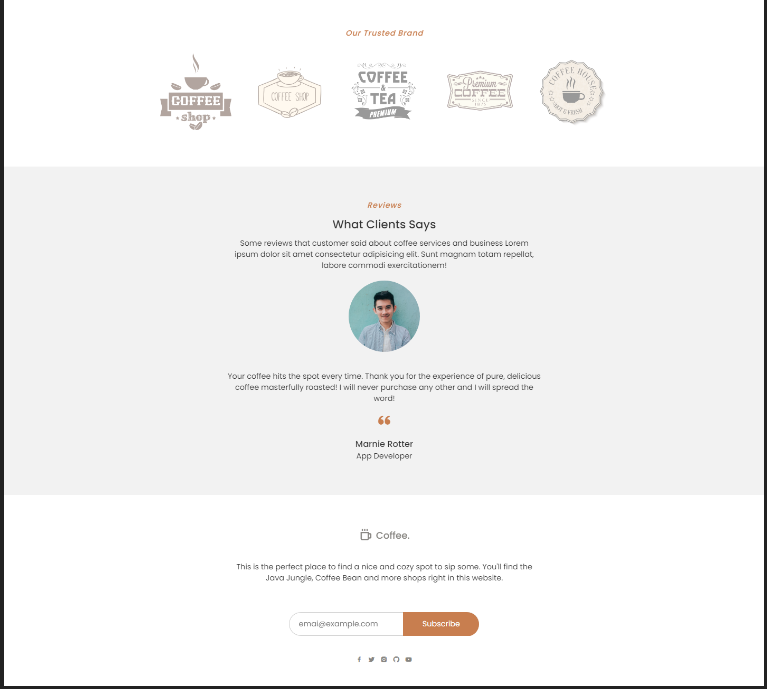 Our Trusted Brand
COFFEE
shop
COFFEE SHOP
COFFEE
&
TEA
PREMIUM
Premium
COFFEE
COFFEE HOUSE
Reviews
What Clients Says
Some reviews that customer said about coffee services and business Lorem
ipsum dolor sit amet consectetur adipisicing elit. Sunt magnam totam repellat,
labore commodi exercitationem!
Your coffee hits the spot every time. Thank you for the experience of pure, delicious
coffee masterfully roasted! I will never purchase any other and I will spread the
word!
Marnie Rotter
App Developer
Coffee.
This is the perfect place to find a nice and cozy spot to sip some. You'll find the
Java Jungle, Coffee Bean and more shops right in this website.
emai@example.com
Subscribe